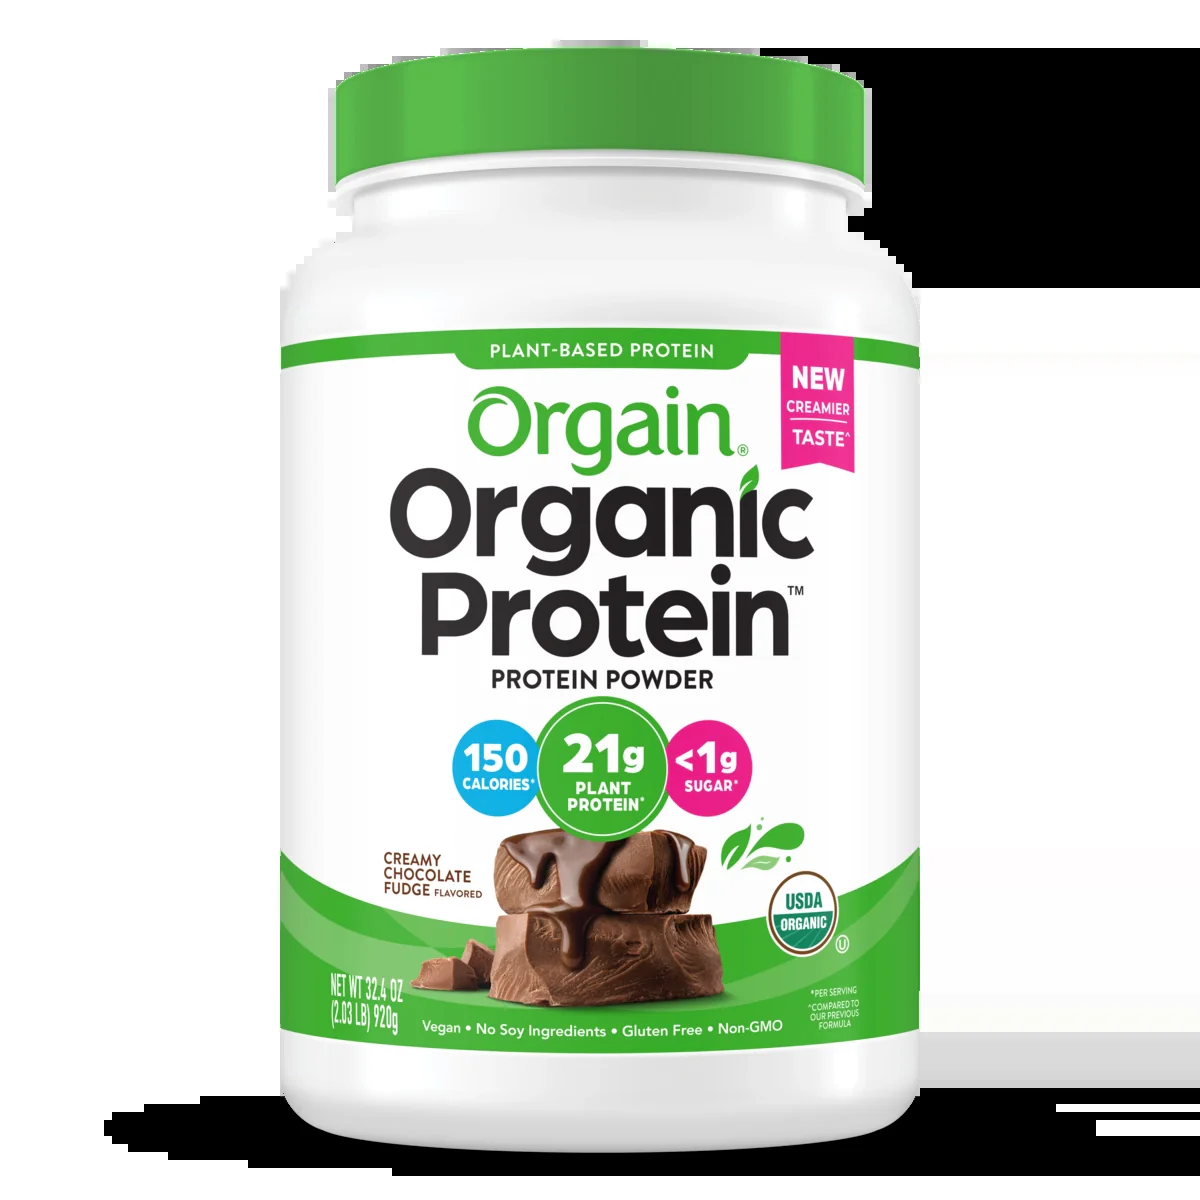 PLANT-BASED PROTEIN
NEW
CREAMIER
TASTE^
Orgain®
Organic
Protein™
PROTEIN POWDER
150
CALORIES*
21g
PLANT
PROTEIN*
<1g
SUGAR*
CREAMY
CHOCOLATE
FUDGE FLAVORED
USDA
ORGANIC
U
NET WT 32.4 OZ
(2.03 LB) 920g
*PER SERVING
^COMPARED TO
OUR PREVIOUS
FORMULA
Vegan • No Soy Ingredients • Gluten Free • Non-GMO